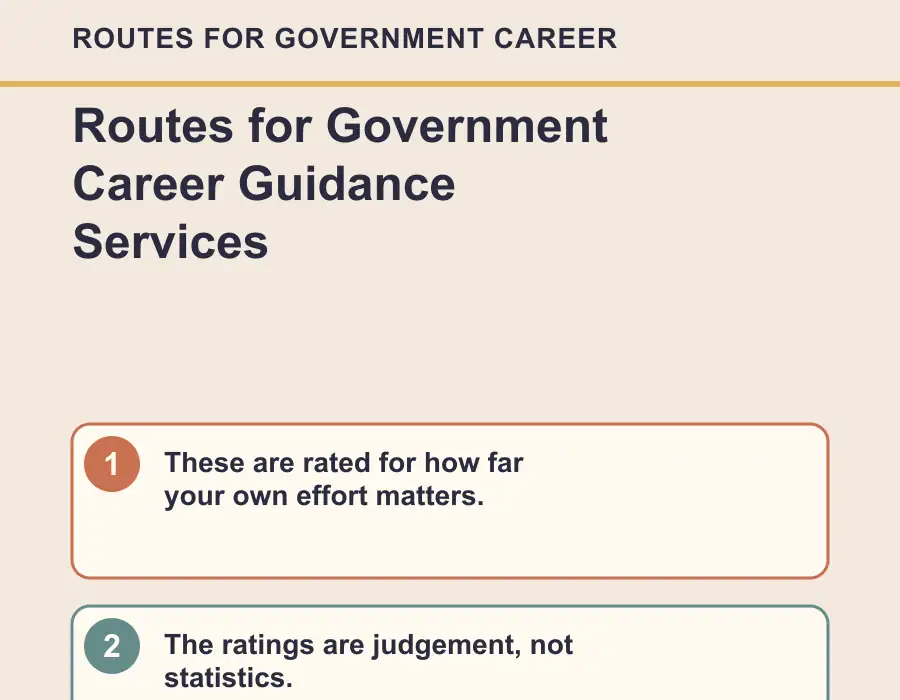 ROUTES FOR GOVERNMENT CAREER
Routes for Government
Career Guidance
Services
1
These are rated for how far
your own effort matters.
2
The ratings are judgement, not
statistics.